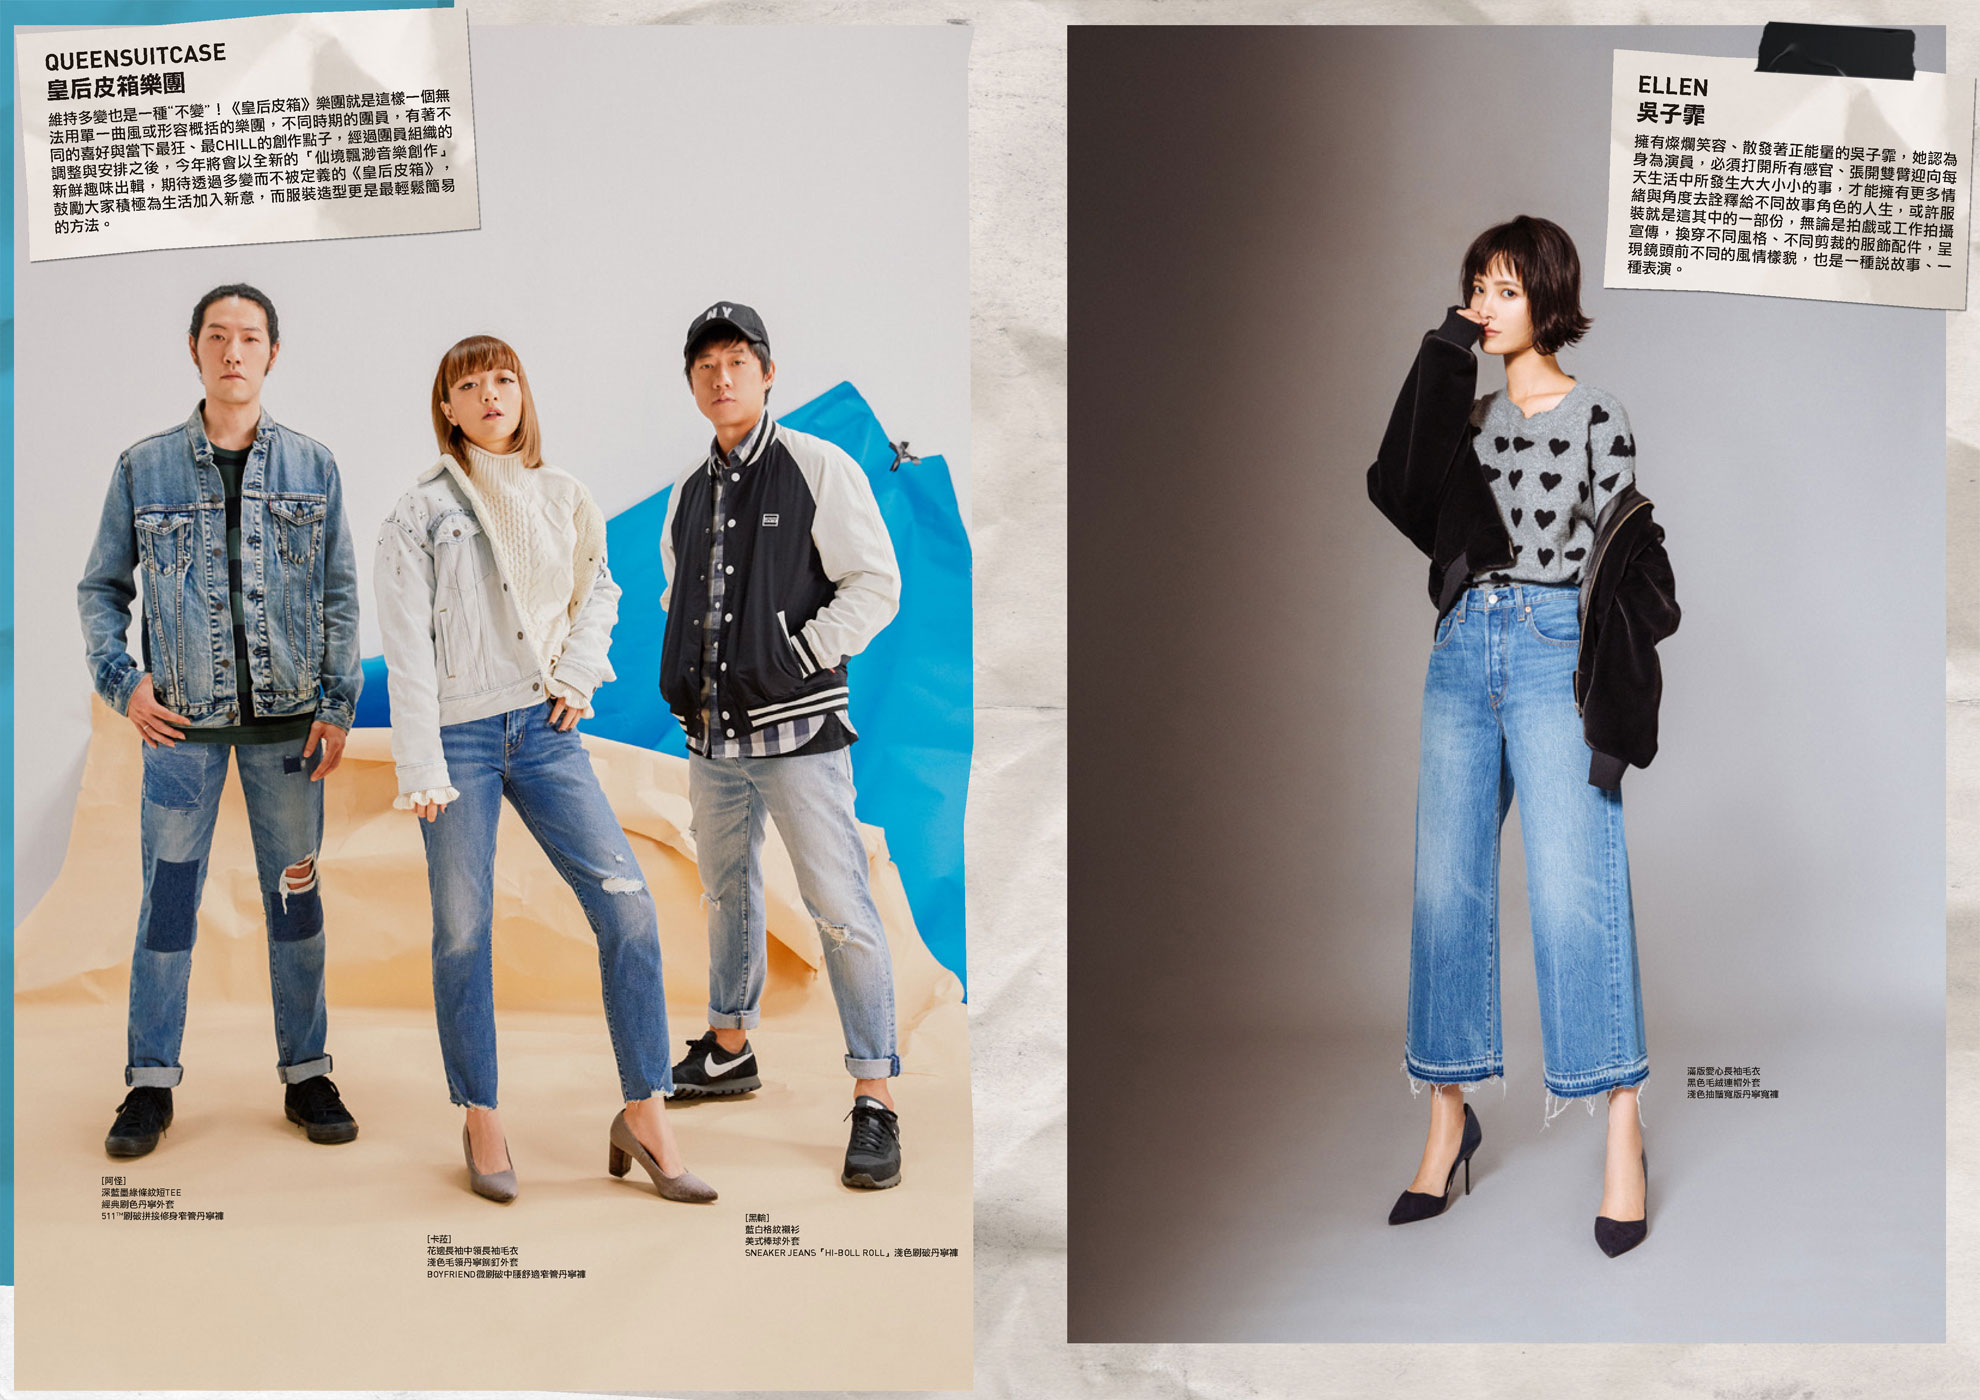 QUEENSUITCASE
皇后皮箱樂團
維持多變也是一種“不變”！《皇后皮箱》樂團就是這樣一個無
法用單一曲風或形容概括的樂團，不同時期的團員，有著不
同的喜好與當下最狂、最CHILL的創作點子，經過團員組織的
調整與安排之後，今年將會以全新的「仙境飄渺音樂創作」
新鮮趣味出輯，期待透過多變而不被定義的《皇后皮箱》，
鼓勵大家積極為生活加入新意，而服裝造型更是最輕鬆簡易
的方法。
NY
[阿怪]
深藍墨綠條紋短TEE
經典刷色丹寧外套
511™刷破拼接修身窄管丹寧褲
[卡菈]
花邊長袖中領長袖毛衣
淺色毛領丹寧鉚釘外套
BOYFRIEND微刷破中腰舒適窄管丹寧褲
[黑輪]
藍白格紋襯衫
美式棒球外套
SNEAKER JEANS「HI-BOLL ROLL」淺色刷破丹寧褲
ELLEN
吳子霏
擁有燦爛笑容、散發著正能量的吳子霏，她認為
身為演員，必須打開所有感官、張開雙臂迎向每
天生活中所發生大大小小的事，才能擁有更多情
緒與角度去詮釋給不同故事角色的人生，或許服
裝就是這其中的一部份，無論是拍戲或工作拍攝
宣傳，換穿不同風格、不同剪裁的服飾配件，呈
現鏡頭前不同的風情樣貌，也是一種說故事、一
種表演。
滿版愛心長袖毛衣
黑色毛絨連帽外套
淺色抽鬚寬版丹寧寬褲